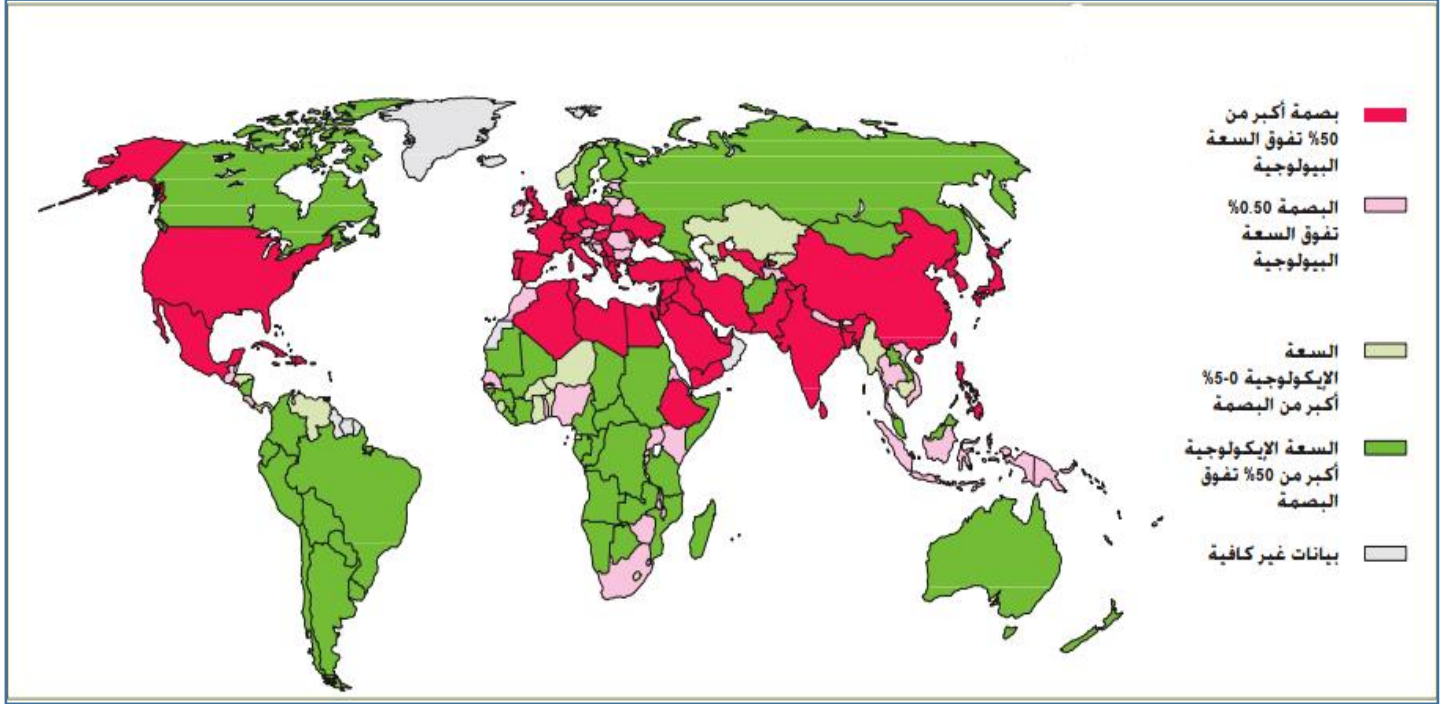 بصمة أكبر من
50% تفوق السعة
البيولوجية
البصمة 0.50%
تفوق السعة
البيولوجية
السعة
الإيكولوجية 0-5%
أكبر من البصمة
السعة الإيكولوجية
أكبر من 50% تفوق
البصمة
بيانات غير كافية